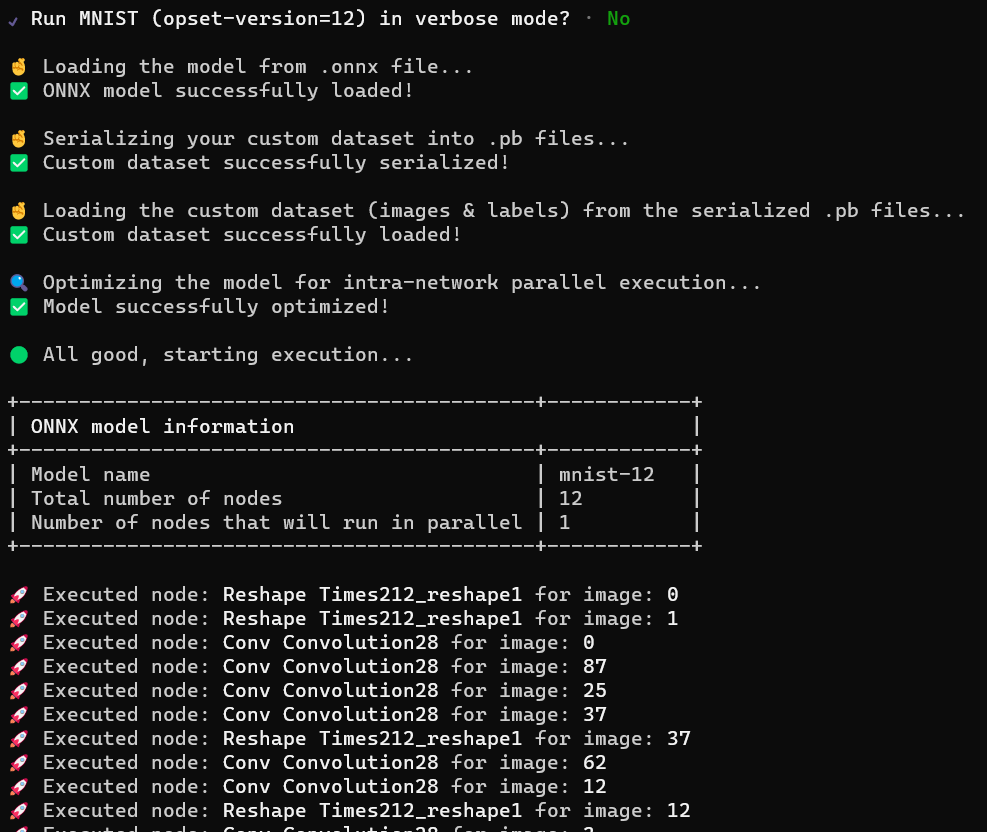 ✓ Run MNIST (opset-version=12) in verbose mode? · No
🤞 Loading the model from .onnx file...
✅ ONNX model successfully loaded!
🤞 Serializing your custom dataset into .pb files...
✅ Custom dataset successfully serialized!
🤞 Loading the custom dataset (images & labels) from the serialized .pb files...
✅ Custom dataset successfully loaded!
🔍 Optimizing the model for intra-network parallel execution...
✅ Model successfully optimized!
🟢 All good, starting execution...
+-------------------------------------------+------------+
| ONNX model information                                 |
+-------------------------------------------+------------+
| Model name                                | mnist-12   |
| Total number of nodes                     | 12         |
| Number of nodes that will run in parallel | 1          |
+-------------------------------------------+------------+
🚀 Executed node: Reshape Times212_reshape1 for image: 0
🚀 Executed node: Reshape Times212_reshape1 for image: 1
🚀 Executed node: Conv Convolution28 for image: 0
🚀 Executed node: Conv Convolution28 for image: 87
🚀 Executed node: Conv Convolution28 for image: 25
🚀 Executed node: Conv Convolution28 for image: 37
🚀 Executed node: Reshape Times212_reshape1 for image: 37
🚀 Executed node: Conv Convolution28 for image: 62
🚀 Executed node: Conv Convolution28 for image: 12
🚀 Executed node: Reshape Times212_reshape1 for image: 12